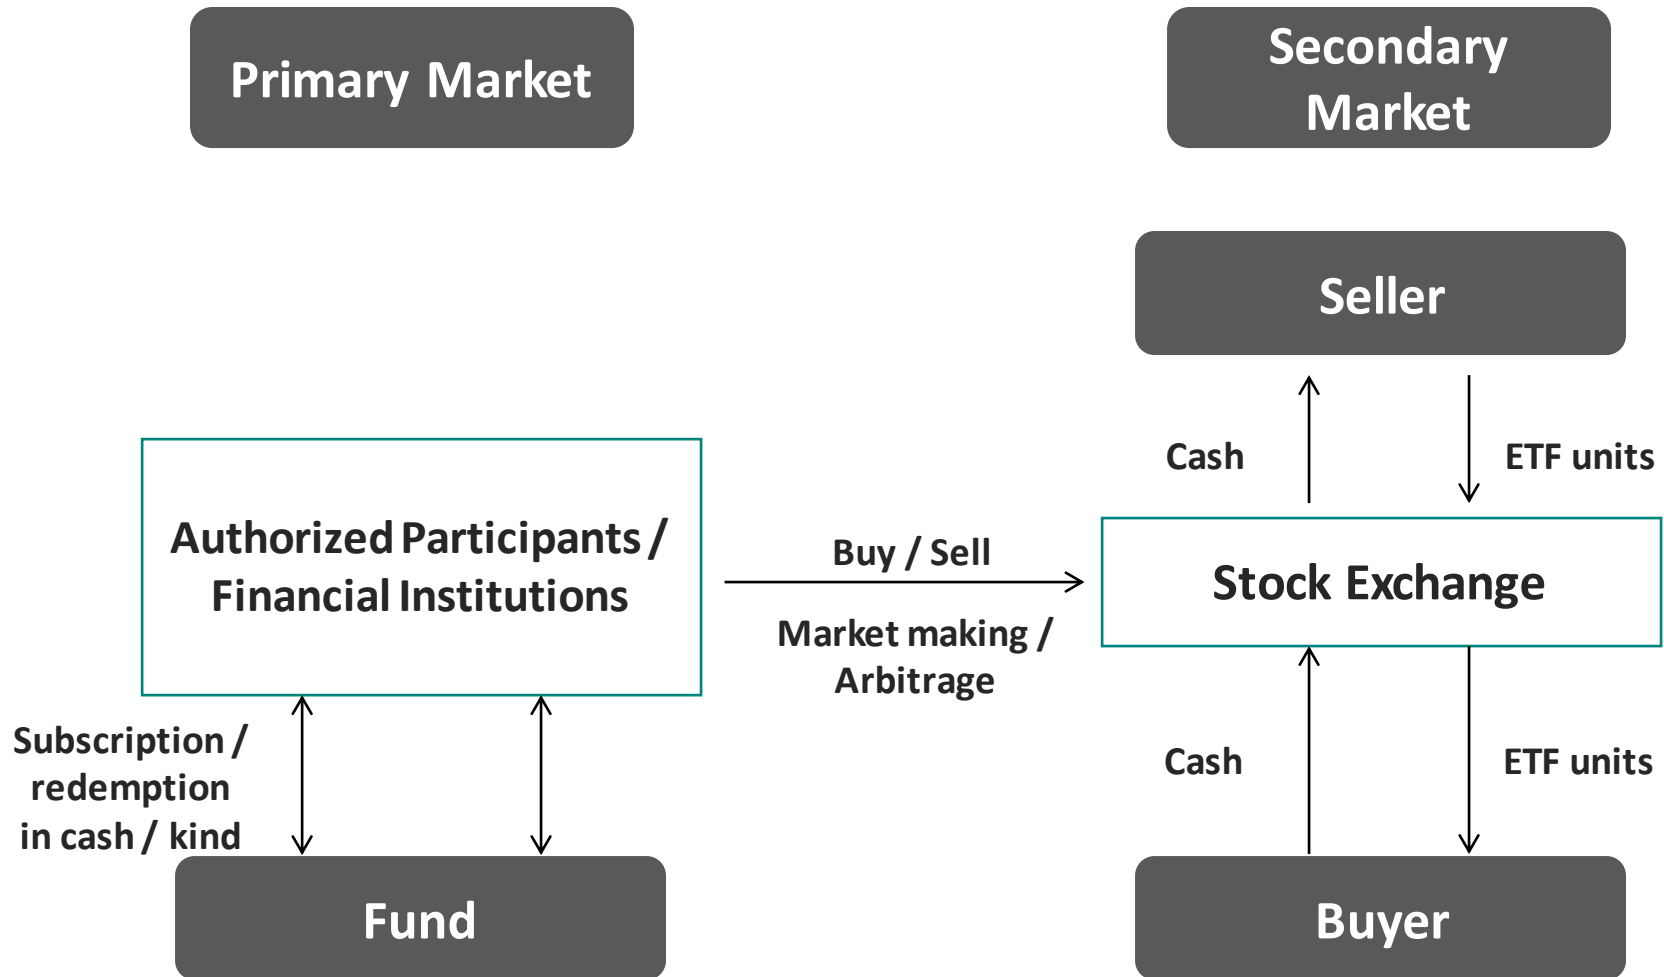 Primary Market
Secondary
Market
Seller
Cash
ETF units
Authorized Participants /
Financial Institutions
Buy / Sell
Market making /
Arbitrage
Stock Exchange
Subscription /
redemption
in cash / kind
Cash
ETF units
Fund
Buyer